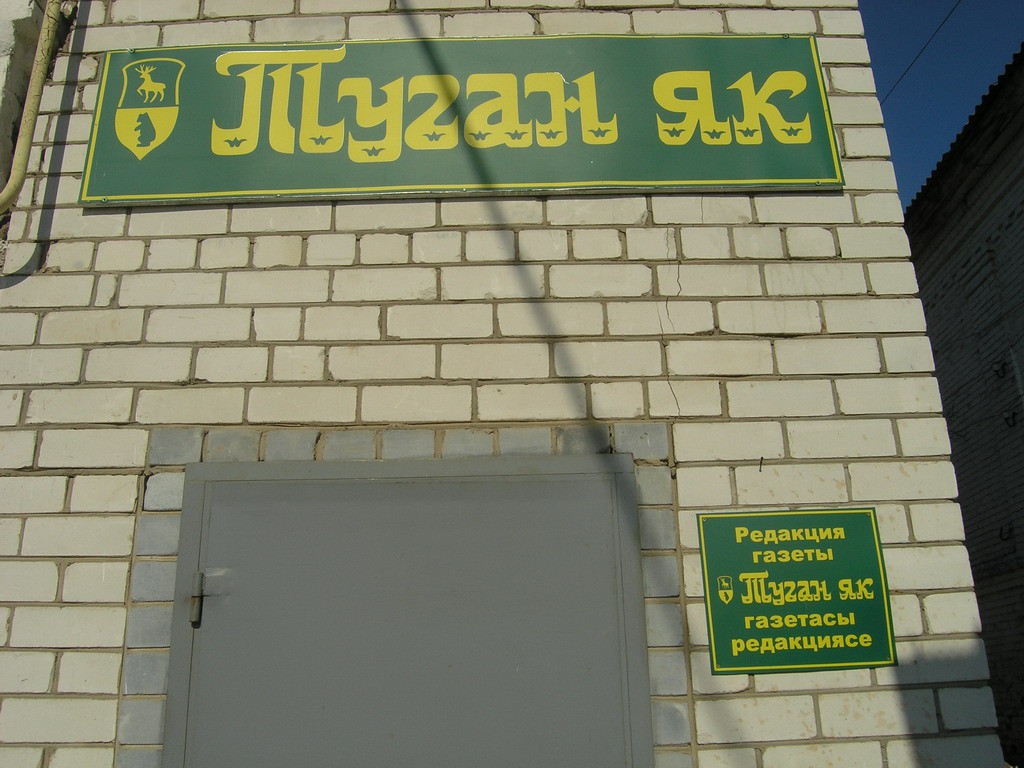 Туган як
Редакция
газеты
Туган як
газетасы
редакциясе